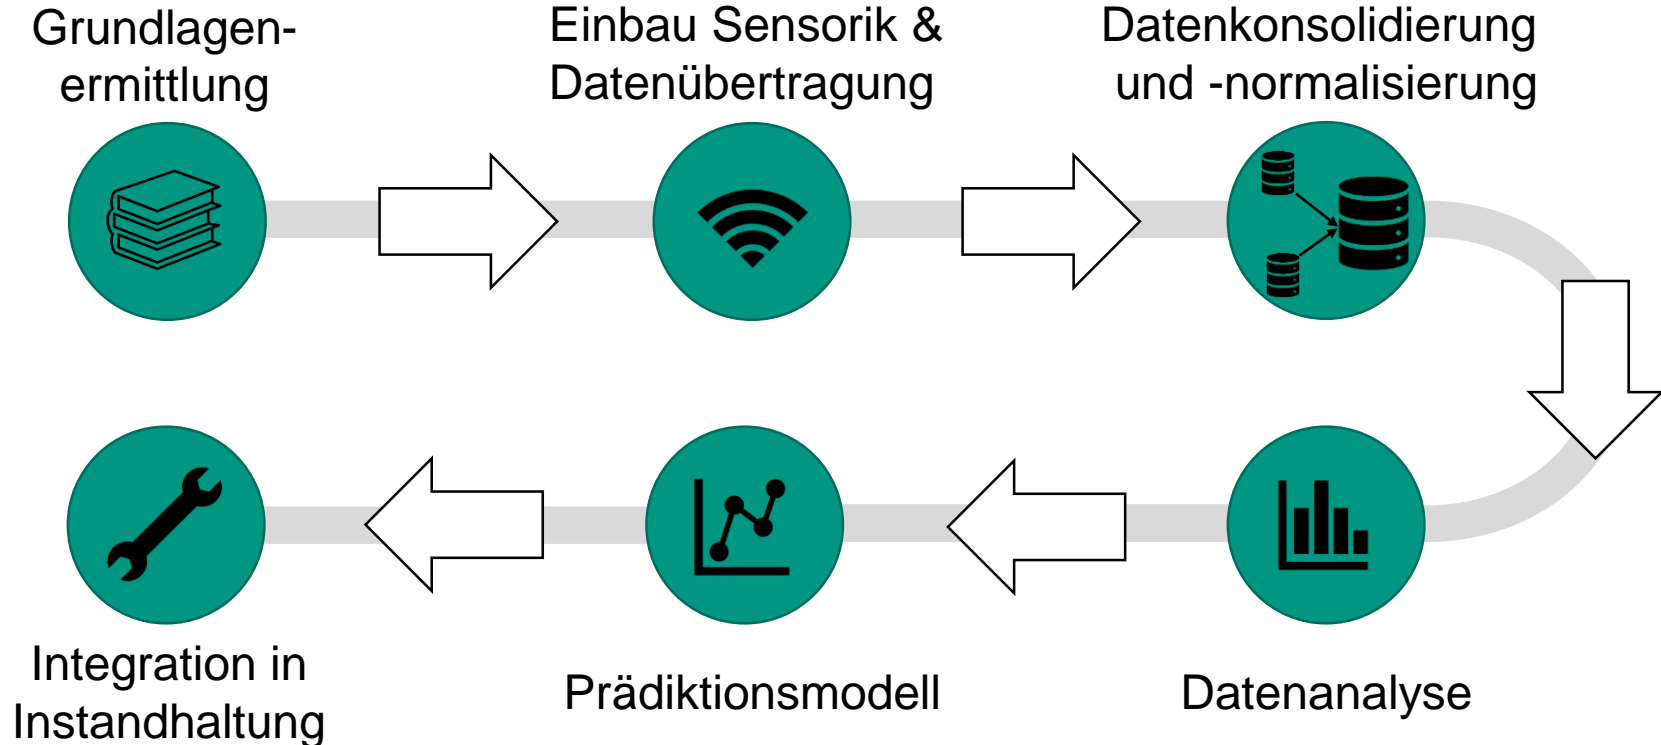 Grundlagen-
ermittlung
Einbau Sensorik &
Datenübertragung
Datenkonsolidierung
und -normalisierung
Integration in
Instandhaltung
Prädiktionsmodell
Datenanalyse